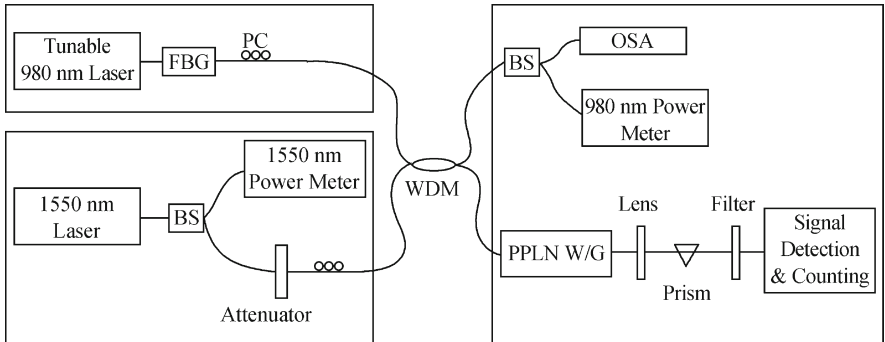 Tunable
980 nm Laser
FBG
PC
1550 nm
Laser
BS
1550 nm
Power Meter
Attenuator
WDM
BS
OSA
980 nm Power
Meter
PPLN W/G
Lens
Prism
Filter
Signal
Detection
& Counting